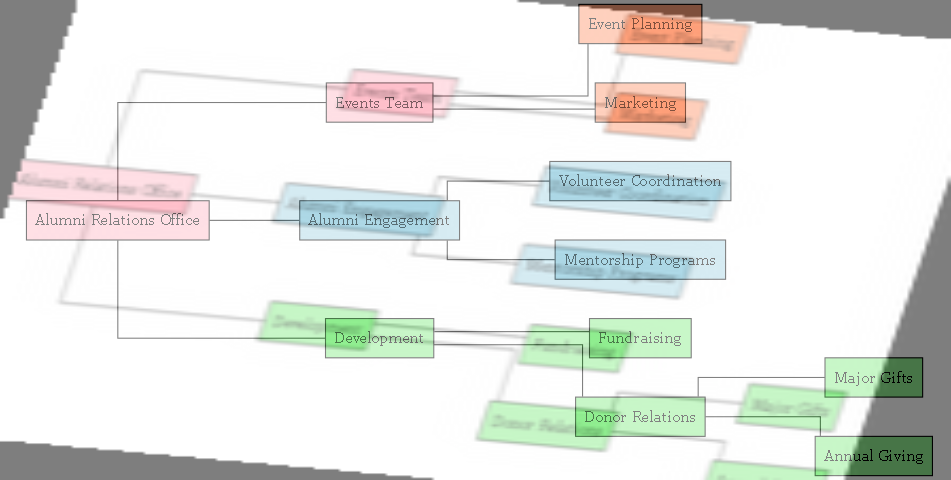 Event Planning
Events Team
Marketing
Volunteer Coordination
Alumni Relations Office
Alumni Engagement
Mentorship Programs
Development
Fundraising
Major Gifts
Donor Relations
Annual Giving